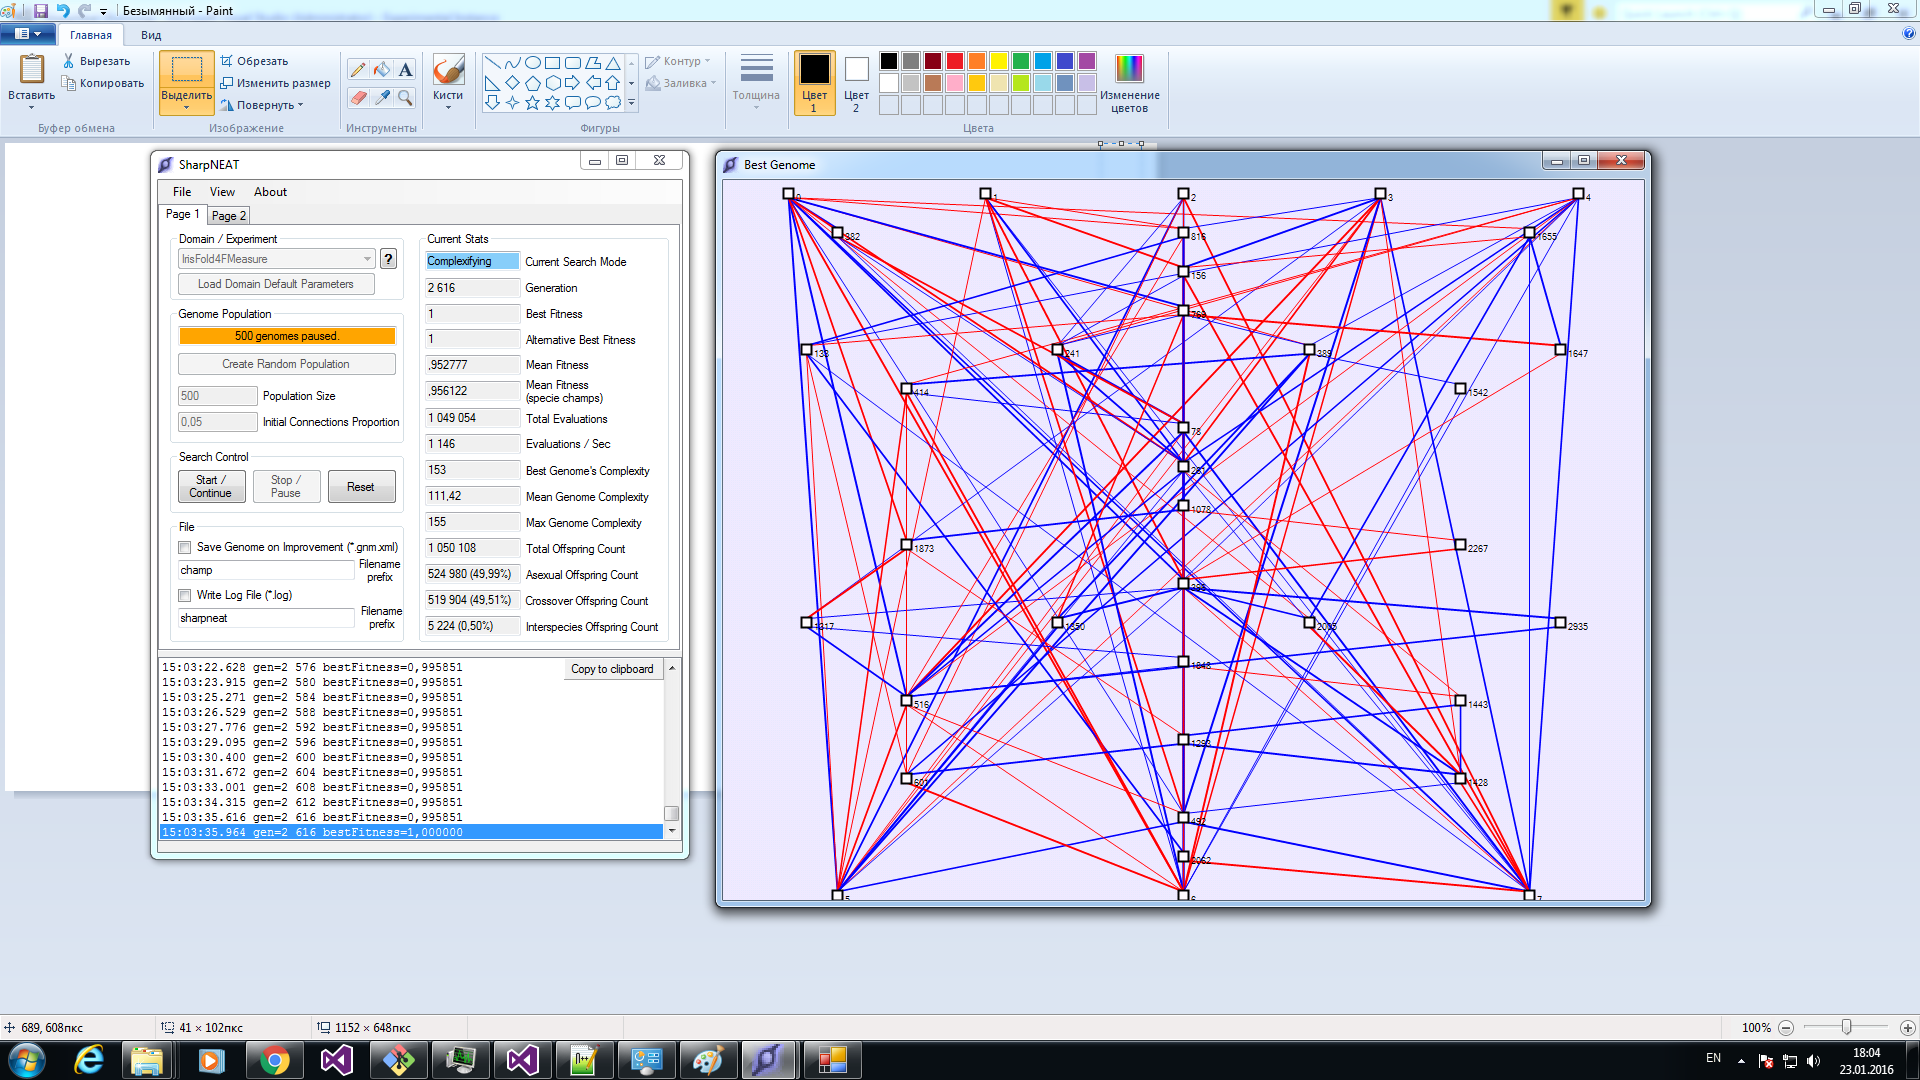 Безымянный - Paint
Главная
Вид
Вставить
Вырезать
Копировать
Буфер обмена
Выделить
Обрезать
Изменить размер
Повернуть
Изображение
Инструменты
Кисти
Контур
Заливка
Фигуры
Толщина
Цвет 1
Цвет 2
Изменение цветов
Цвета
SharpNEAT
File View About
Page 1 Page 2
Domain / Experiment
IrisFold4FMeasure
?
Load Domain Default Parameters
Genome Population
500 genomes paused.
Create Random Population
500 Population Size
0,05 Initial Connections Proportion
Search Control
Start / Continue
Stop / Pause
Reset
File
Save Genome on Improvement (*.gnm.xml)
champ Filename prefix
Write Log File (*.log)
sharpneat Filename prefix
Current Stats
Complexifying Current Search Mode
2 616 Generation
1 Best Fitness
1 Alternative Best Fitness
,952777 Mean Fitness
,956122 Mean Fitness (specie champs)
1 049 054 Total Evaluations
1 146 Evaluations / Sec
153 Best Genome's Complexity
111,42 Mean Genome Complexity
155 Max Genome Complexity
1 050 108 Total Offspring Count
524 980 (49,99%) Asexual Offspring Count
519 904 (49,51%) Crossover Offspring Count
5 224 (0,50%) Interspecies Offspring Count
Copy to clipboard
15:03:22.628 gen=2 576 bestFitness=0,995851
15:03:23.915 gen=2 580 bestFitness=0,995851
15:03:25.271 gen=2 584 bestFitness=0,995851
15:03:26.529 gen=2 588 bestFitness=0,995851
15:03:27.776 gen=2 592 bestFitness=0,995851
15:03:29.095 gen=2 596 bestFitness=0,995851
15:03:30.400 gen=2 600 bestFitness=0,995851
15:03:31.672 gen=2 604 bestFitness=0,995851
15:03:33.001 gen=2 608 bestFitness=0,995851
15:03:34.315 gen=2 612 bestFitness=0,995851
15:03:35.616 gen=2 616 bestFitness=0,995851
15:03:35.964 gen=2 616 bestFitness=1,000000
Best Genome
0 1 2 3 4
382 816 1655
156
769
138 241 389 1647
414 1542
78
261
1078
1873 2267
1317 1350 2935
516 1443
1293
601 1428
492
2062
5 6 7
689, 608пкс
41 × 102пкс
1152 × 648пкс
100%
EN
18:04
23.01.2016